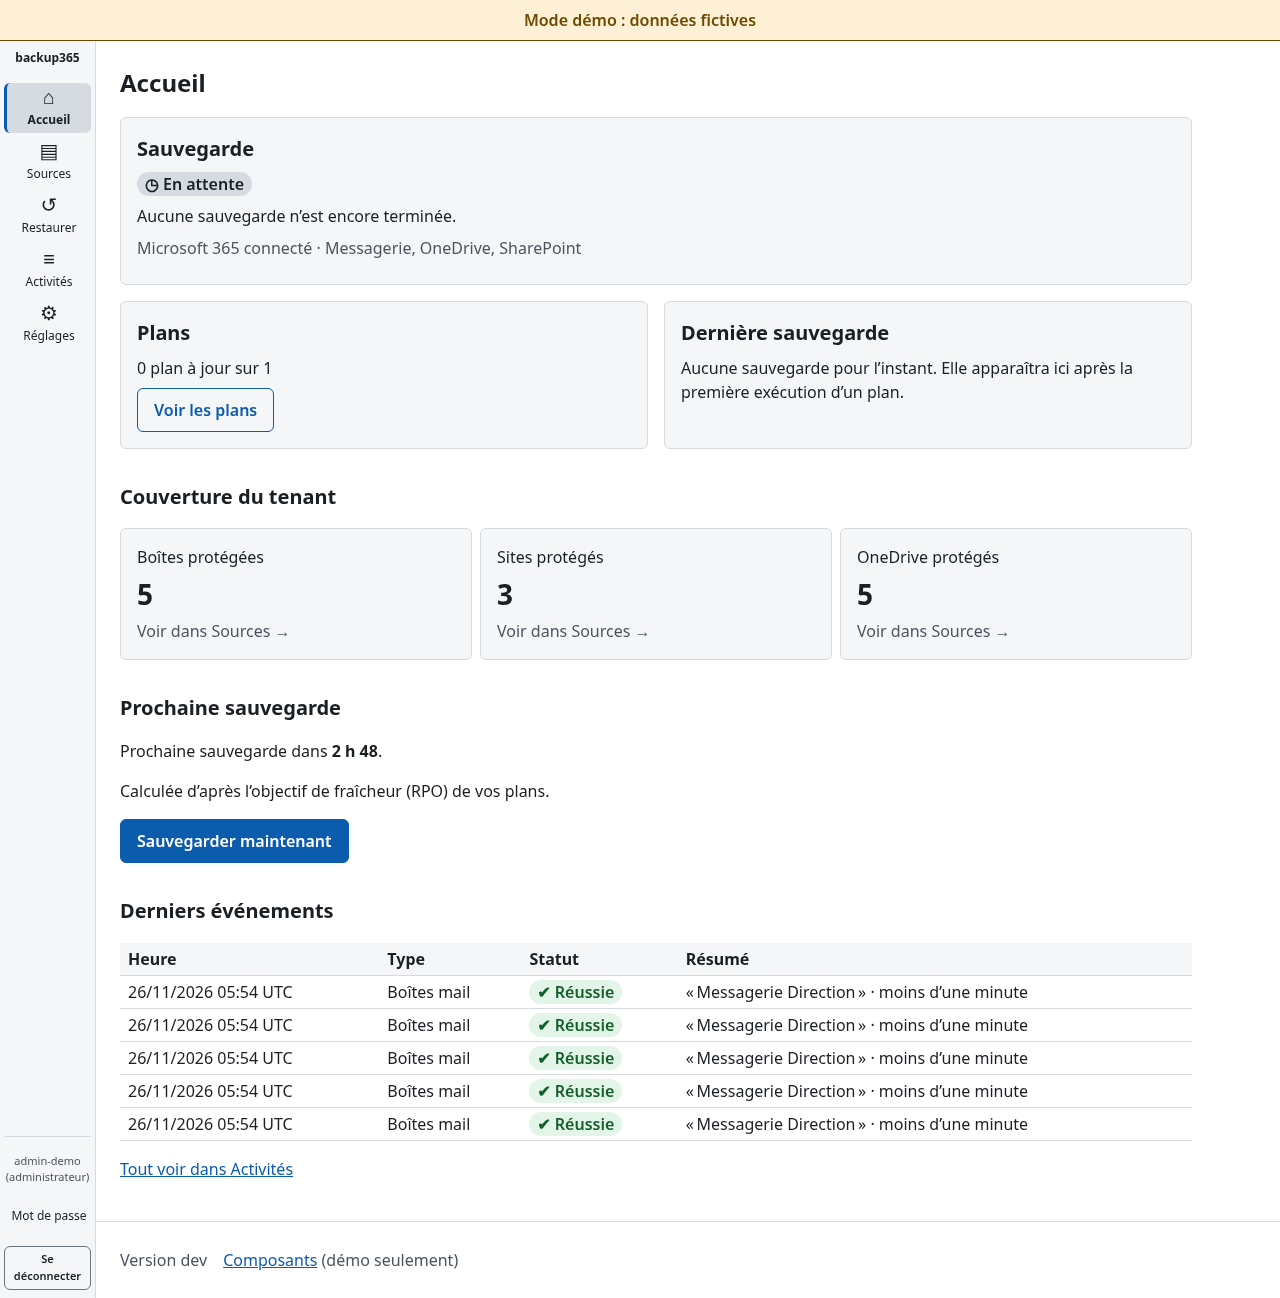 Mode démo : données fictives
backup365
Accueil
Sources
Restaurer
Activités
Réglages
admin-demo
(administrateur)
Mot de passe
Se
déconnecter
Accueil
Sauvegarde
En attente
Aucune sauvegarde n’est encore terminée.
Microsoft 365 connecté · Messagerie, OneDrive, SharePoint
Plans
0 plan à jour sur 1
Voir les plans
Dernière sauvegarde
Aucune sauvegarde pour l’instant. Elle apparaîtra ici après la
première exécution d’un plan.
Couverture du tenant
Boîtes protégées
5
Voir dans Sources →
Sites protégés
3
Voir dans Sources →
OneDrive protégés
5
Voir dans Sources →
Prochaine sauvegarde
Prochaine sauvegarde dans 2 h 48.
Calculée d’après l’objectif de fraîcheur (RPO) de vos plans.
Sauvegarder maintenant
Derniers événements
Heure Type Statut Résumé
26/11/2026 05:54 UTC Boîtes mail ✔ Réussie « Messagerie Direction » · moins d’une minute
26/11/2026 05:54 UTC Boîtes mail ✔ Réussie « Messagerie Direction » · moins d’une minute
26/11/2026 05:54 UTC Boîtes mail ✔ Réussie « Messagerie Direction » · moins d’une minute
26/11/2026 05:54 UTC Boîtes mail ✔ Réussie « Messagerie Direction » · moins d’une minute
26/11/2026 05:54 UTC Boîtes mail ✔ Réussie « Messagerie Direction » · moins d’une minute
Tout voir dans Activités
Version dev Composants (démo seulement)